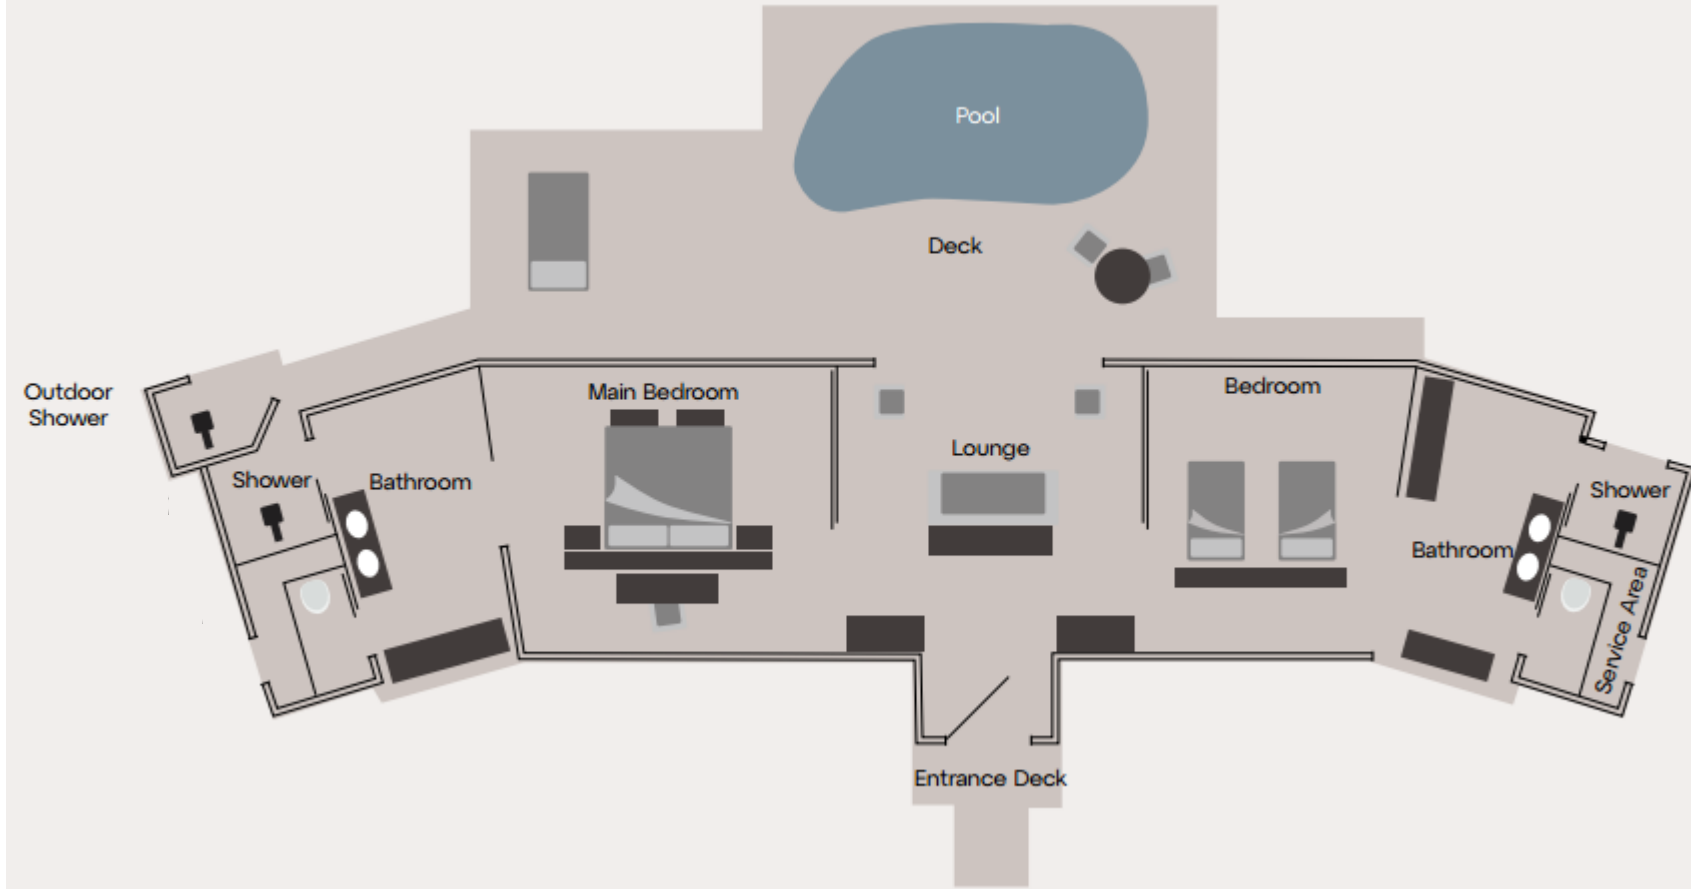 Pool
Deck
Outdoor
Shower
Main Bedroom
Bedroom
Lounge
Shower
Bathroom
Shower
Bathroom
Service Area
Entrance Deck